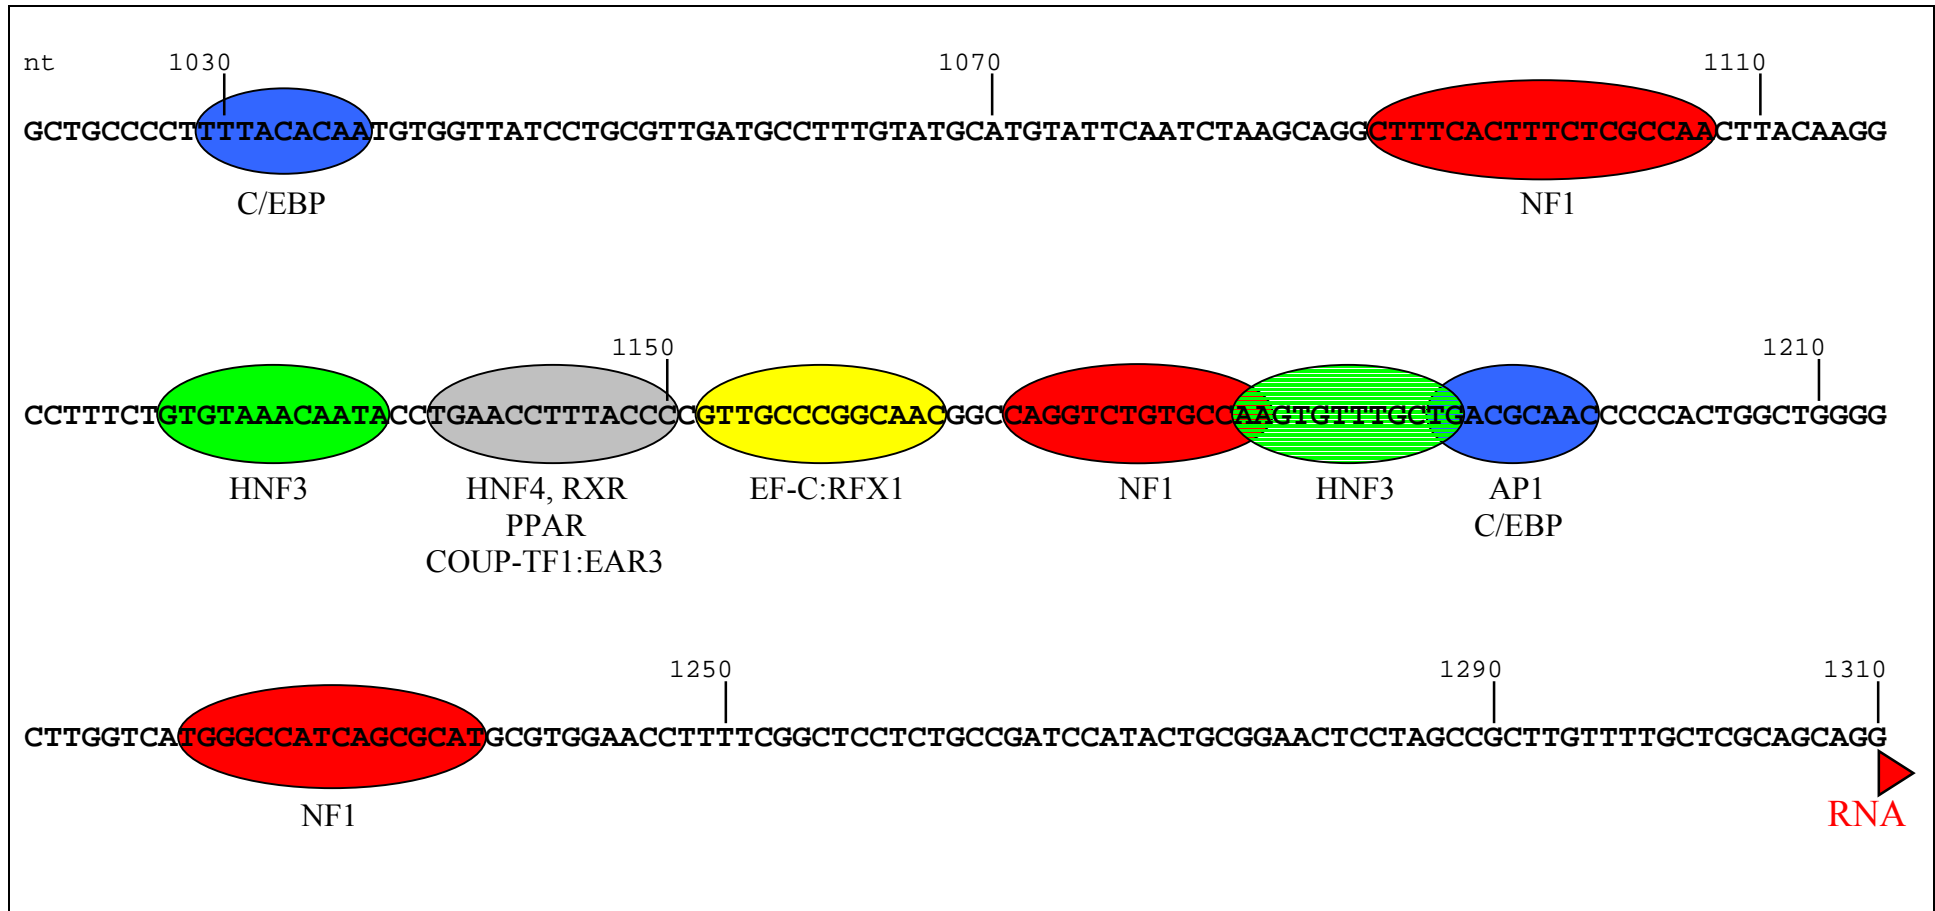 nt 1030 1070 1110
GCTGCCCCTTTTACACAATGTGGTTATCCTGCGTTGATGCCTTTGTATGCATGTATTCAATCTAAGCAGGCTTTCACTTTCTCGCCAACTTACAAGG
C/EBP NF1
1150 1210
CCTTTCTGTGTAAACAATACCTGAACCTTTACCCCGTTGCCCGGCAACGGCCAGGTCTGTGCCAAGTGTTTGCTGACGCAACCCCCACTGGCTGGGG
HNF3 HNF4, RXR EF-C:RFX1 NF1 HNF3 AP1
PPAR C/EBP
COUP-TF1:EAR3
1250 1290 1310
CTTGGTCATGGGCCATCAGCGCATGCGTGGAACCTTTTCGGCTCCTCTGCCGATCCATACTGCGGAACTCCTAGCCGCTTGTTTTGCTCGCAGCAGG
NF1 RNA